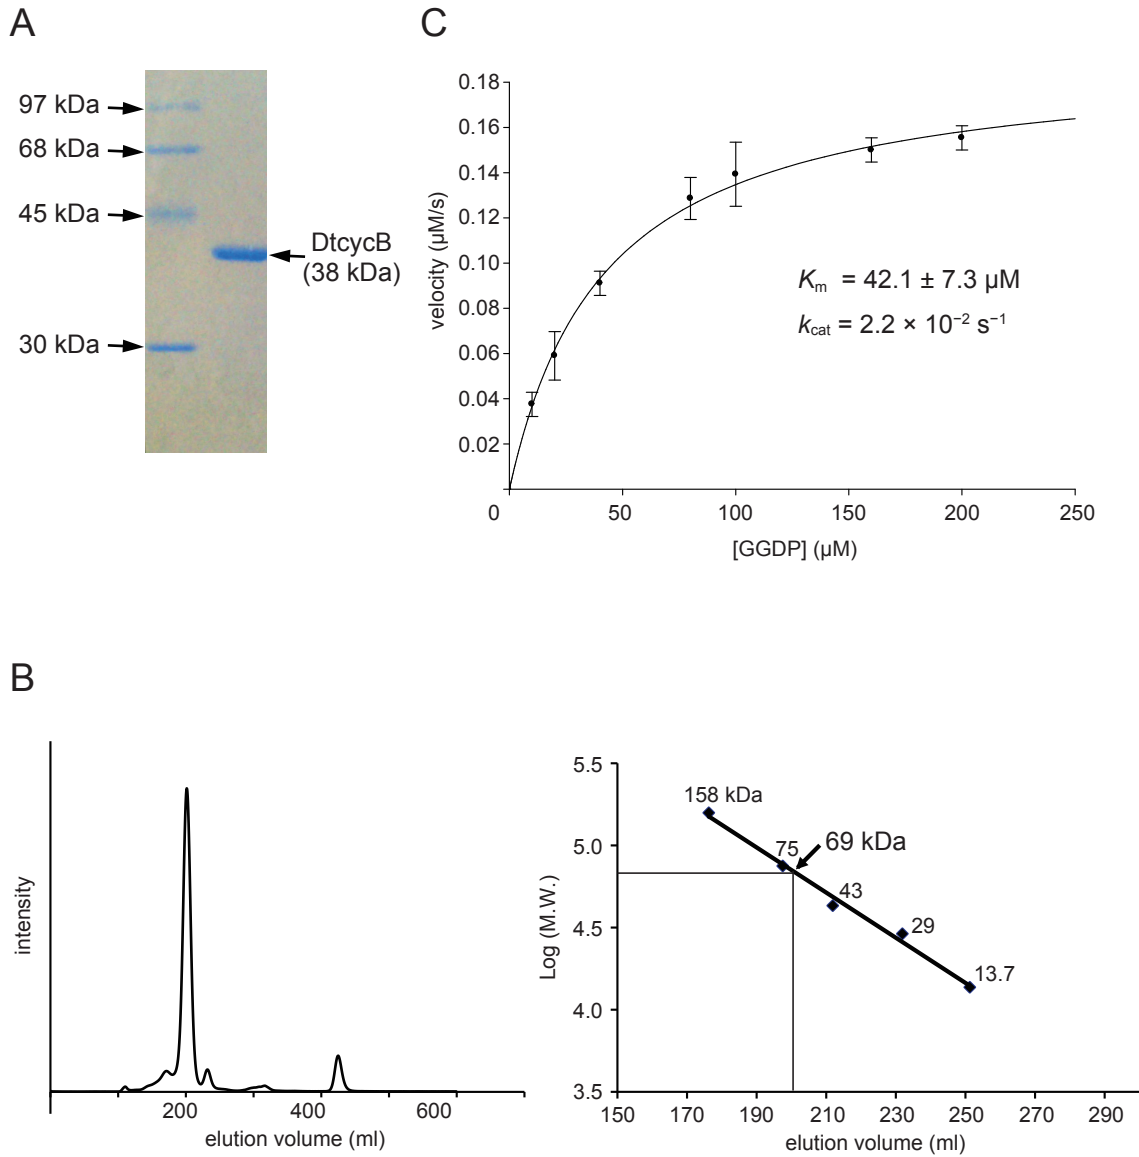 A
97 kDa
68 kDa
45 kDa
30 kDa
DtcycB
(38 kDa)
C
velocity (µM/s)
0.18
0.16
0.14
0.12
0.10
0.08
0.06
0.04
0.02
0 50 100 150 200 250
[GGDP] (µM)
Km = 42.1 ± 7.3 µM
kcat = 2.2 × 10−2 s−1
B
intensity
200 400 600
elution volume (ml)
Log (M.W.)
5.5
5.0
4.5
4.0
3.5
158 kDa
75
69 kDa
43
29
13.7
150 170 190 210 230 250 270 290
elution volume (ml)